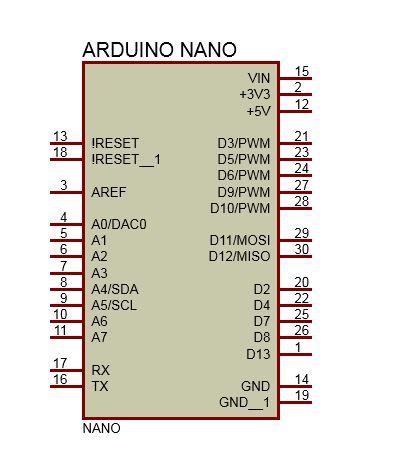 ARDUINO NANO
VIN 15
+3V3 2
+5V 12
13 !RESET D3/PWM 21
18 !RESET__1 D5/PWM 23
D6/PWM 24
3 AREF D9/PWM 27
D10/PWM 28
4 A0/DAC0
5 A1 D11/MOSI 29
6 A2 D12/MISO 30
7 A3
8 A4/SDA D2 20
9 A5/SCL D4 22
10 A6 D7 25
11 A7 D8 26
D13 1
17 RX
16 TX GND 14
GND__1 19
NANO